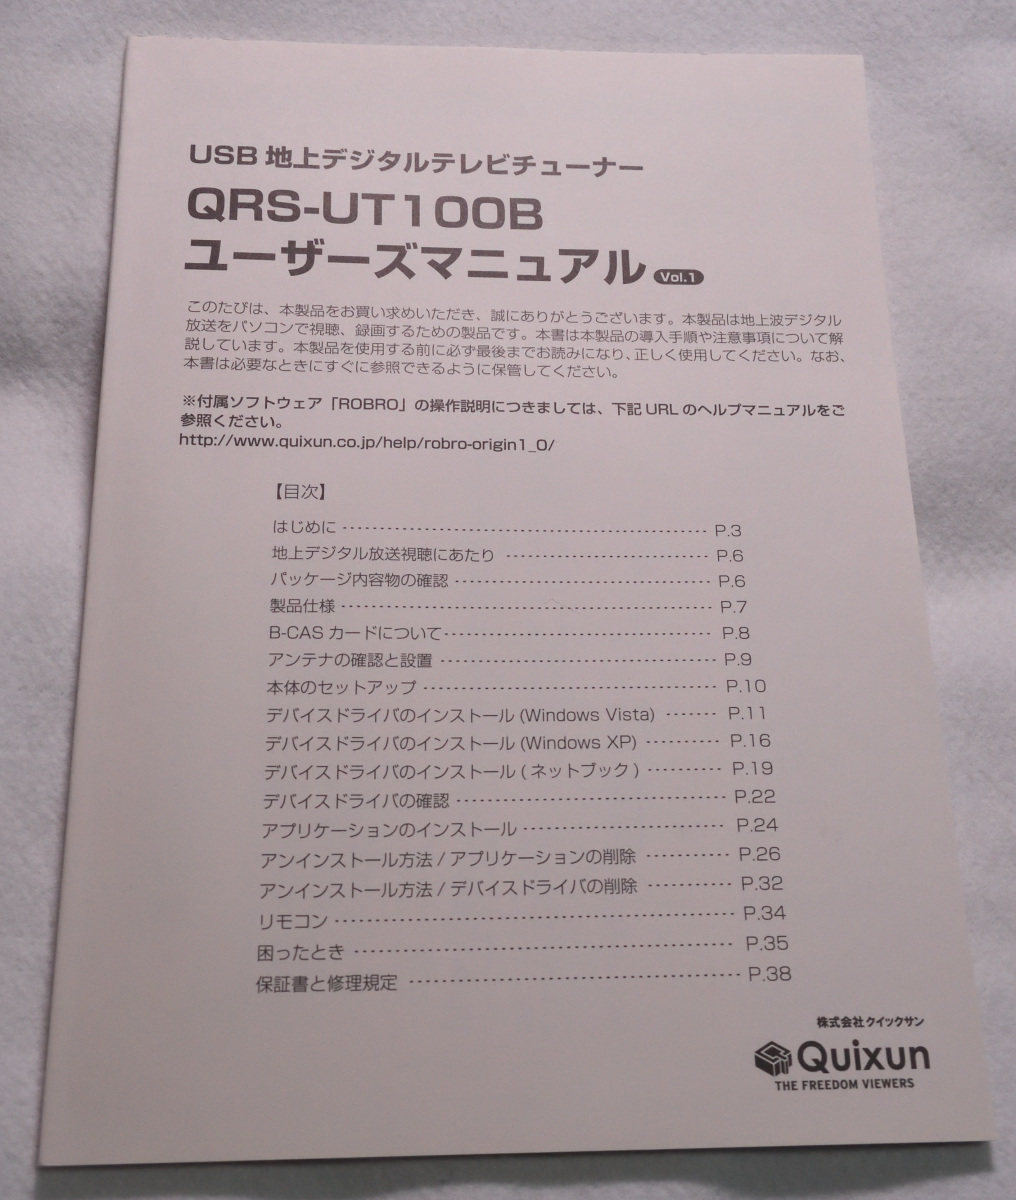 USB 地上デジタルテレビチューナー
QRS-UT100B
ユーザーズマニュアル Vol.1
このたびは、本製品をお買い求めいただき、誠にありがとうございます。本製品は地上波デジタル
放送をパソコンで視聴、録画するための製品です。本書は本製品の導入手順や注意事項について解
説しています。本製品を使用する前に必ず最後までお読みになり、正しく使用してください。なお、
本書は必要なときにすぐに参照できるように保管してください。
※付属ソフトウェア「ROBRO」の操作説明につきましては、下記 URL のヘルプマニュアルをご
参照ください。
http://www.quixun.co.jp/help/robro-origin1_0/
【目次】
はじめに ---------------------------------------------- P.3
地上デジタル放送視聴にあたり -------------------------- P.6
パッケージ内容物の確認 -------------------------------- P.6
製品仕様 ---------------------------------------------- P.7
B-CAS カードについて ---------------------------------- P.8
アンテナの確認と設置 ---------------------------------- P.9
本体のセットアップ ------------------------------------ P.10
デバイスドライバのインストール (Windows Vista) ------- P.11
デバイスドライバのインストール (Windows XP) ---------- P.16
デバイスドライバのインストール ( ネットブック ) ---------- P.19
デバイスドライバの確認 -------------------------------- P.22
アプリケーションのインストール ------------------------ P.24
アンインストール方法 / アプリケーションの削除 ----------- P.26
アンインストール方法 / デバイスドライバの削除 ----------- P.32
リモコン ---------------------------------------------- P.34
困ったとき -------------------------------------------- P.35
保証書と修理規定 -------------------------------------- P.38
株式会社クイックサン
Quixun
THE FREEDOM VIEWERS